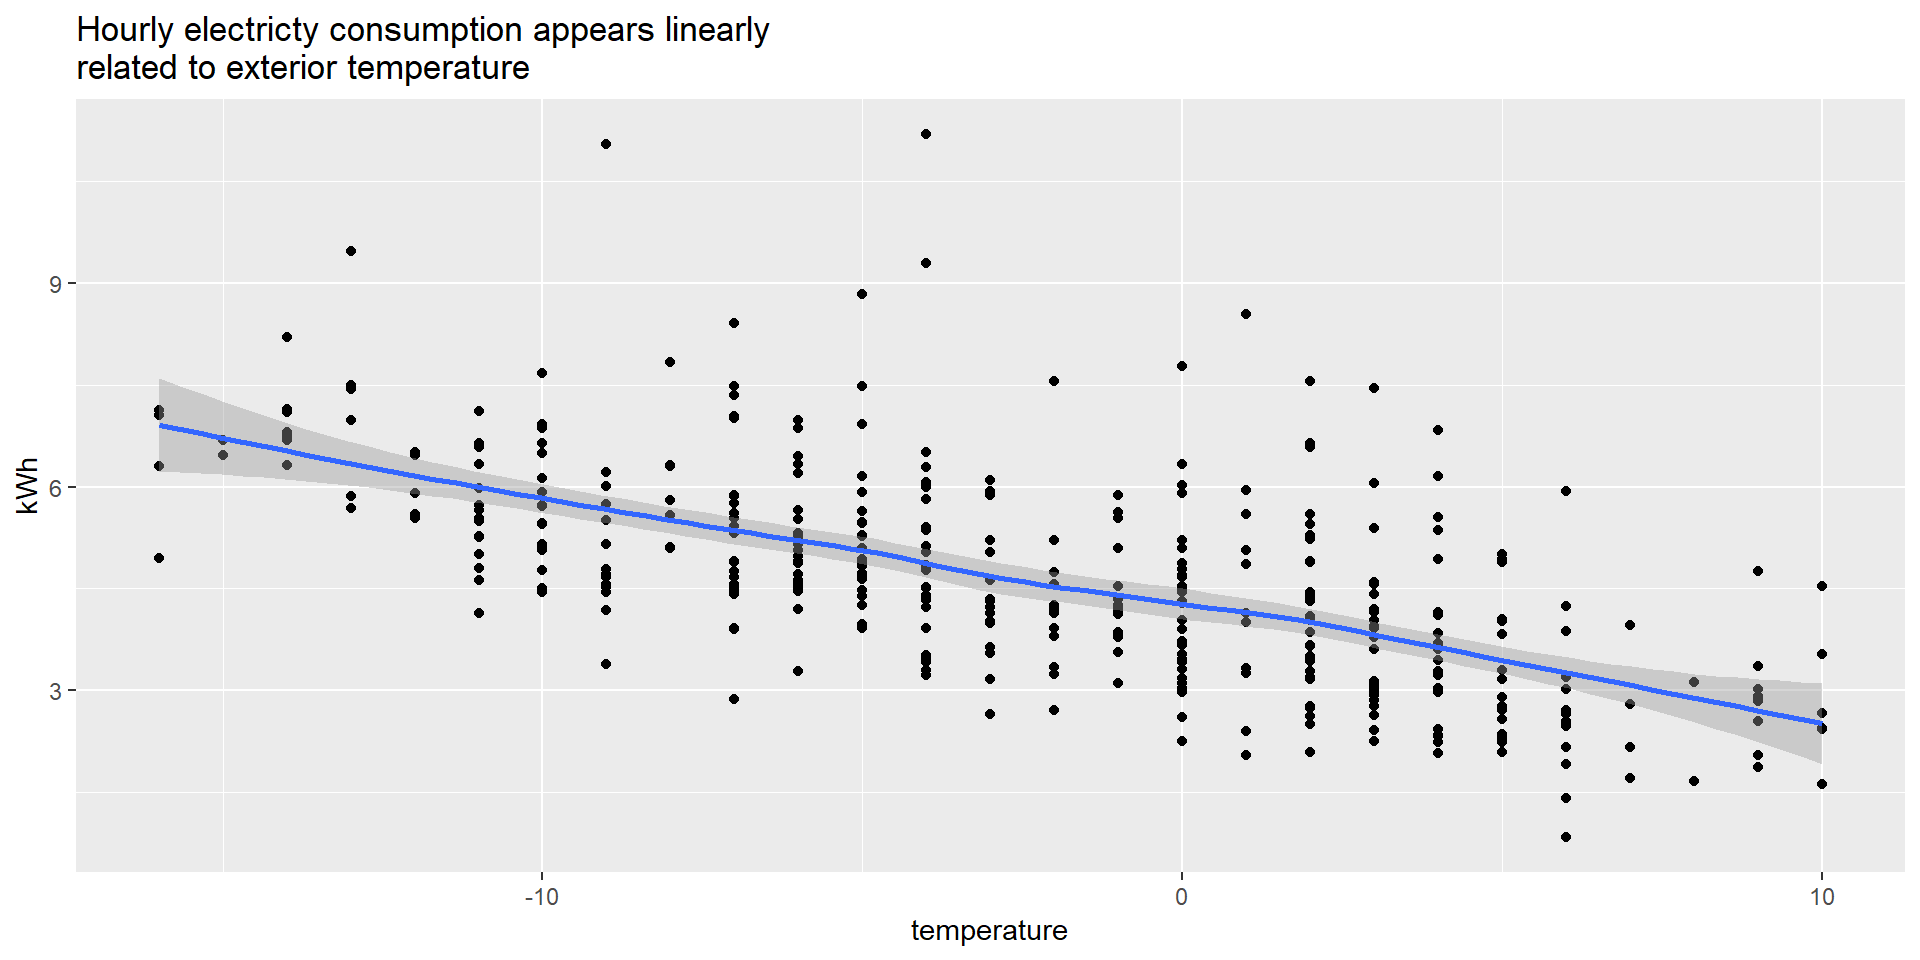 Hourly electricty consumption appears linearly
related to exterior temperature
9
6
3
kWh
-10
0
10
temperature